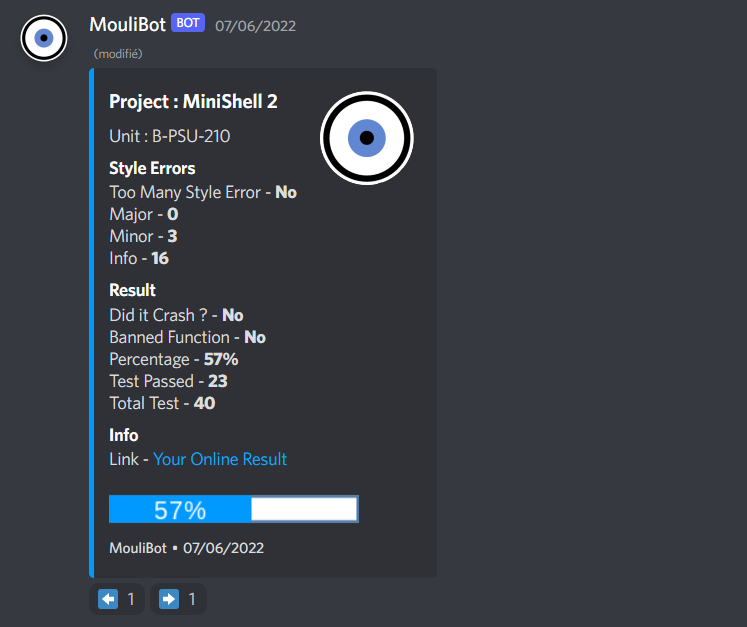 MouliBot BOT 07/06/2022
(modifié)
Project : MiniShell 2
Unit : B-PSU-210
Style Errors
Too Many Style Error - No
Major - 0
Minor - 3
Info - 16
Result
Did it Crash ? - No
Banned Function - No
Percentage - 57%
Test Passed - 23
Total Test - 40
Info
Link - Your Online Result
57%
MouliBot • 07/06/2022
1 1